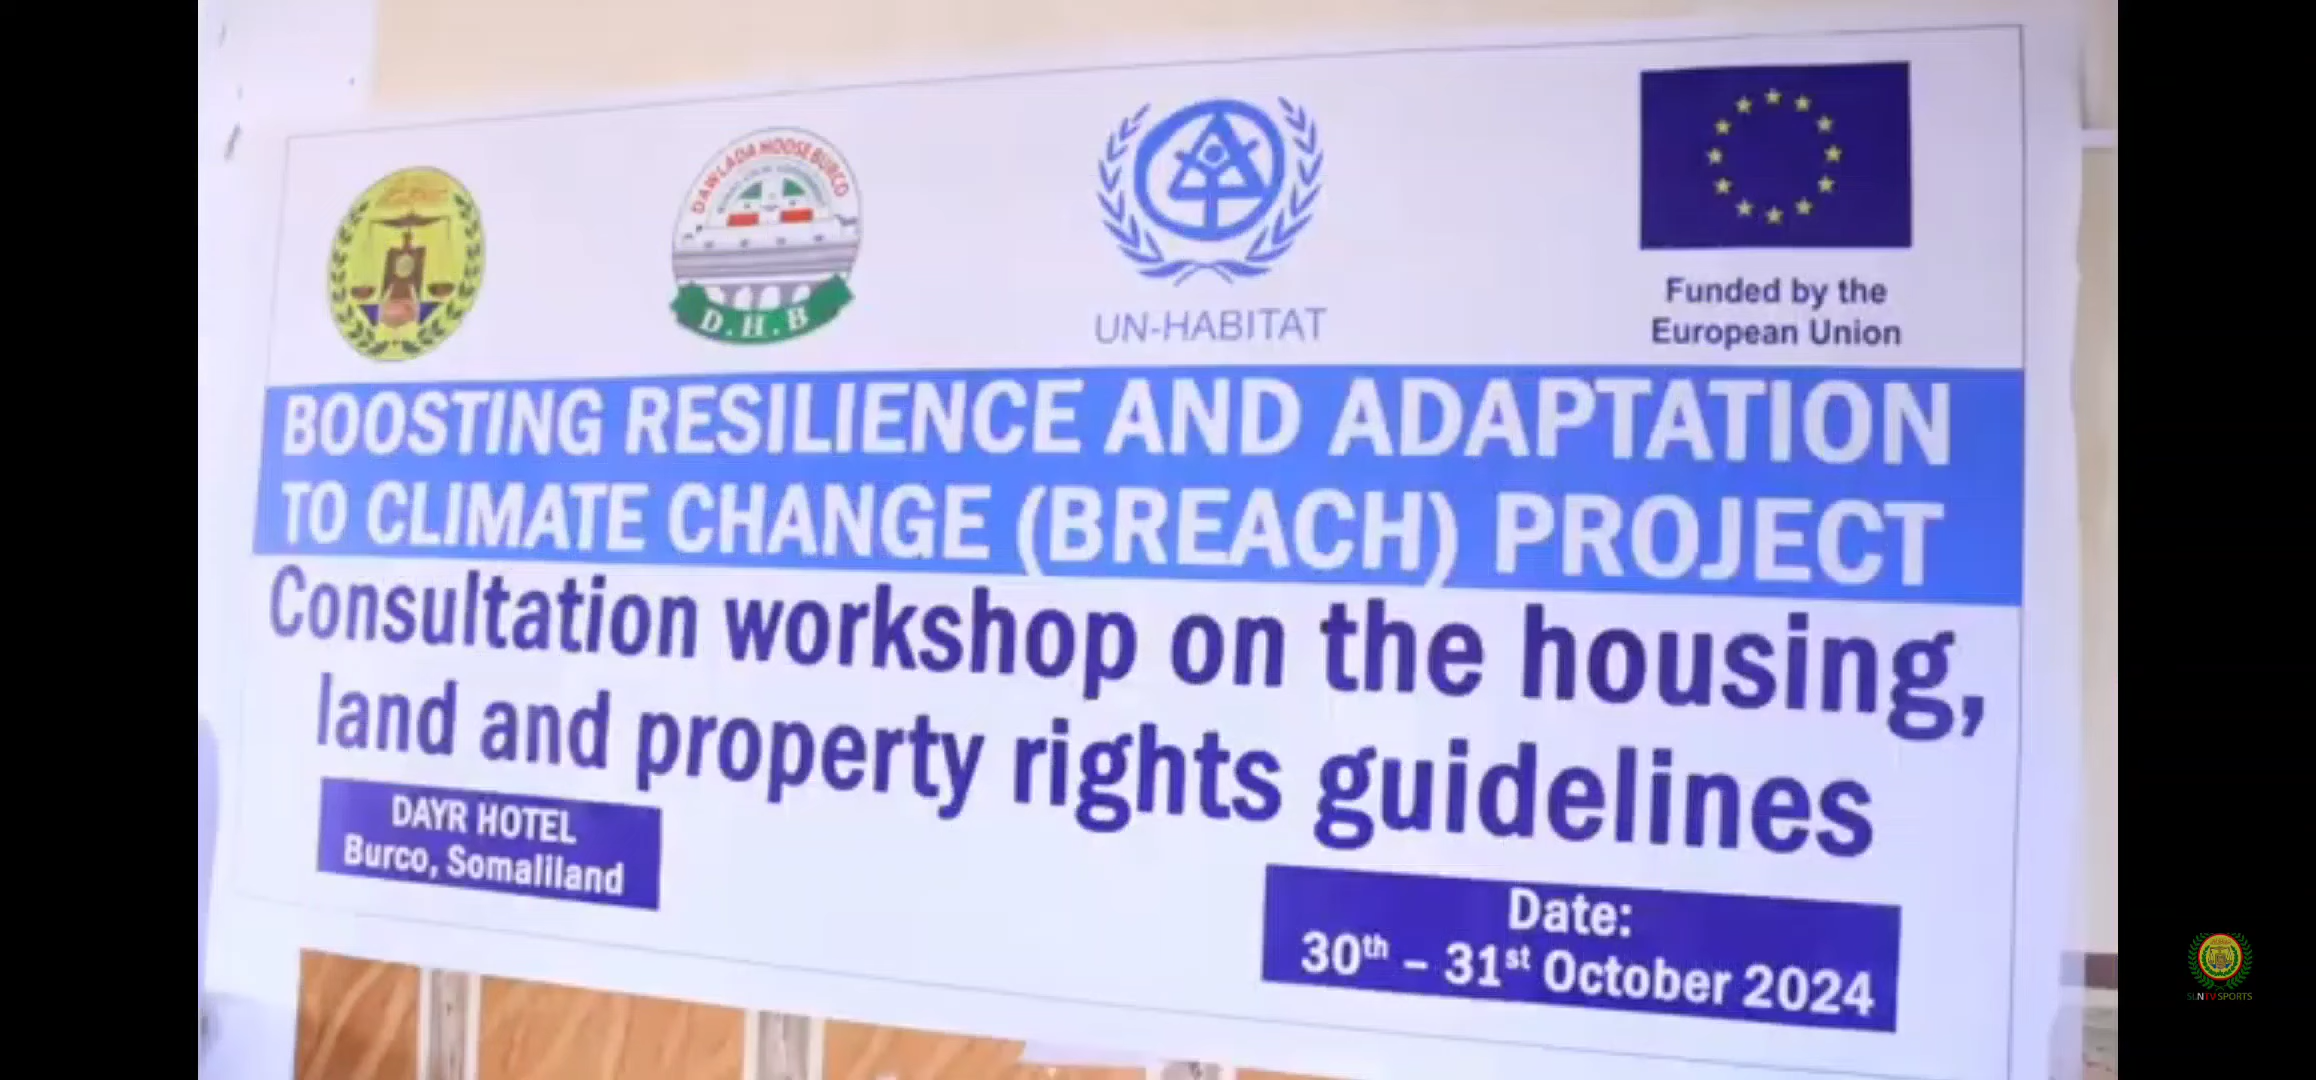 DAWLADA HOOSE BURCO
D.H.B
UN-HABITAT
Funded by the
European Union
BOOSTING RESILIENCE AND ADAPTATION
TO CLIMATE CHANGE (BREACH) PROJECT
Consultation workshop on the housing,
land and property rights guidelines
DAYR HOTEL
Burco, Somaliland
Date:
30th – 31st October 2024
SLNTV SPORTS